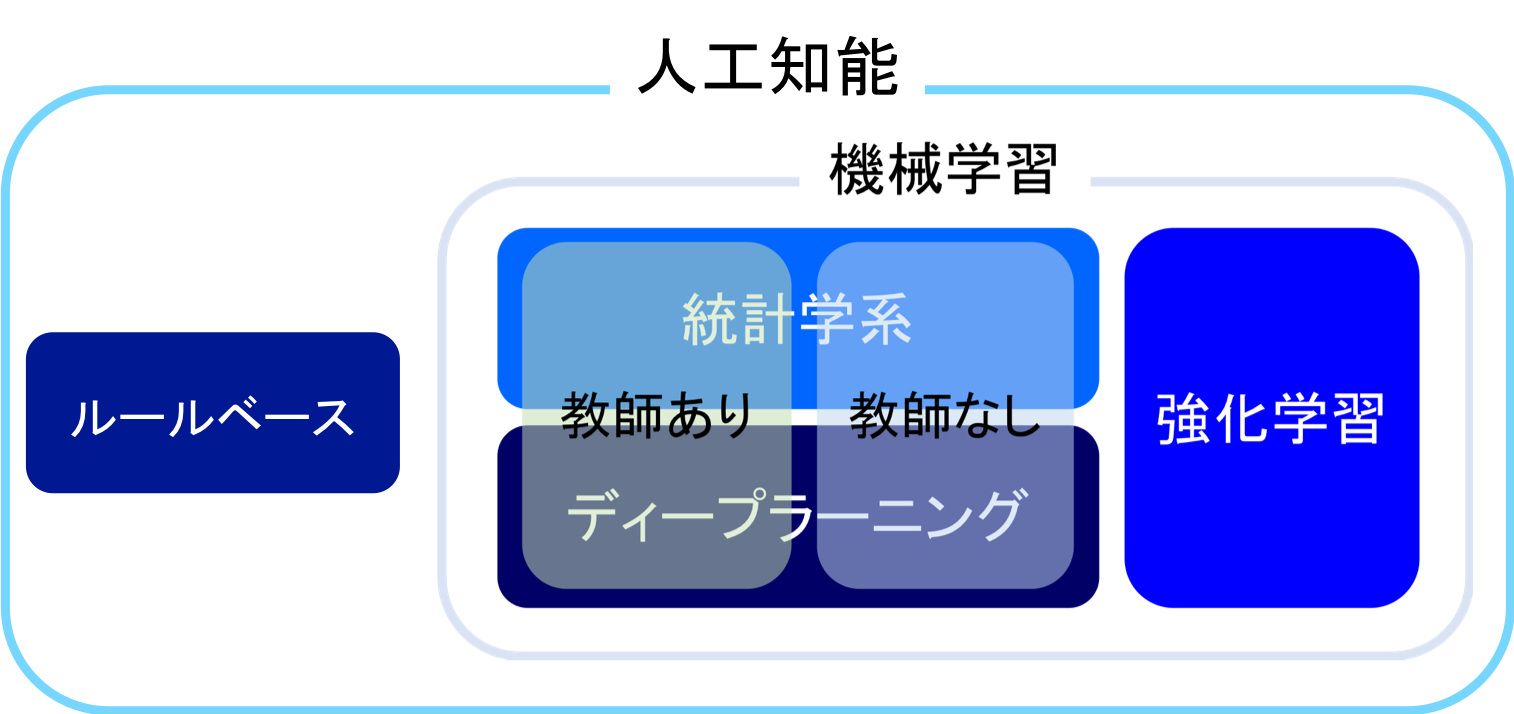 人工知能
機械学習
統計学系
ルールベース
教師あり
教師なし
強化学習
ディープラーニング